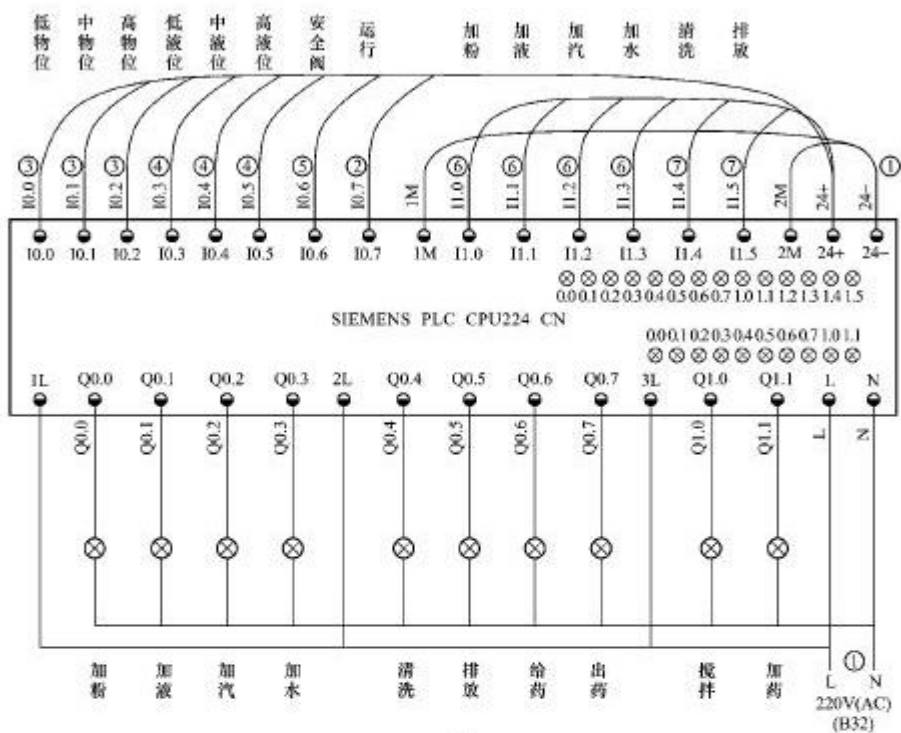 低物位 中物位 高物位 低液位 中液位 高液位 安全阀 运行 加粉 加液 加汽 加水 清洗 排放
③ ③ ③ ④ ④ ④ ⑤ ② ⑥ ⑥ ⑥ ⑥ ⑦ ⑦ ①
I0.0 I0.1 I0.2 I0.3 I0.4 I0.5 I0.6 I0.7 1M I1.0 I1.1 I1.2 I1.3 I1.4 I1.5 2M 24+ 24−
I0.0 I0.1 I0.2 I0.3 I0.4 I0.5 I0.6 I0.7 1M I1.0 I1.1 I1.2 I1.3 I1.4 I1.5 2M 24+ 24−
0.0 0.1 0.2 0.3 0.4 0.5 0.6 0.7 1.0 1.1 1.2 1.3 1.4 1.5
SIEMENS PLC CPU224 CN
0.0 0.1 0.2 0.3 0.4 0.5 0.6 0.7 1.0 1.1
1L Q0.0 Q0.1 Q0.2 Q0.3 2L Q0.4 Q0.5 Q0.6 Q0.7 3L Q1.0 Q1.1 L N
Q0.0 Q0.1 Q0.2 Q0.3 Q0.4 Q0.5 Q0.6 Q0.7 Q1.0 Q1.1 L N
加粉 加液 加汽 加水 清洗 排放 给药 出药 搅拌 加药
①
L N
220V(AC)
(B32)